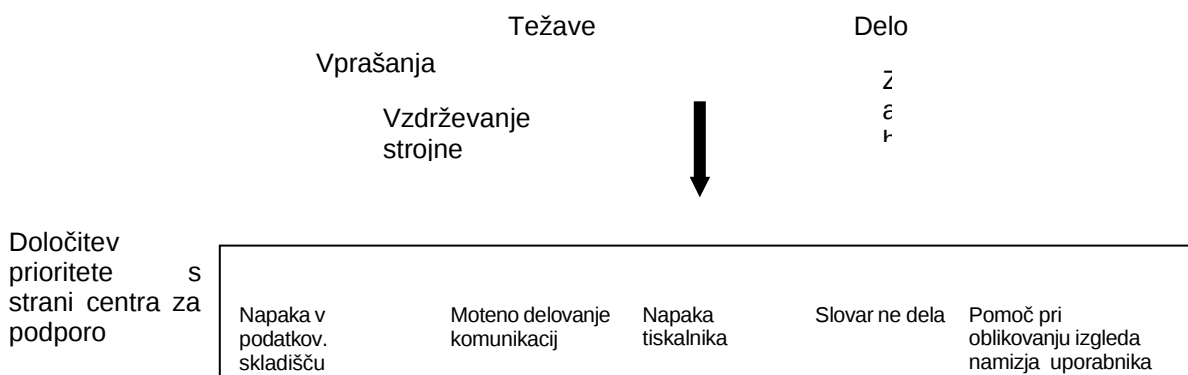 Težave
Delo
Vprašanja
Vzdrževanje
strojne
Določitev
prioritete s
strani centra za
podporo
Napaka v
podatkov.
skladišču
Moteno delovanje
komunikacij
Napaka
tiskalnika
Slovar ne dela
Pomoč pri
oblikovanju izgleda
namizja uporabnika